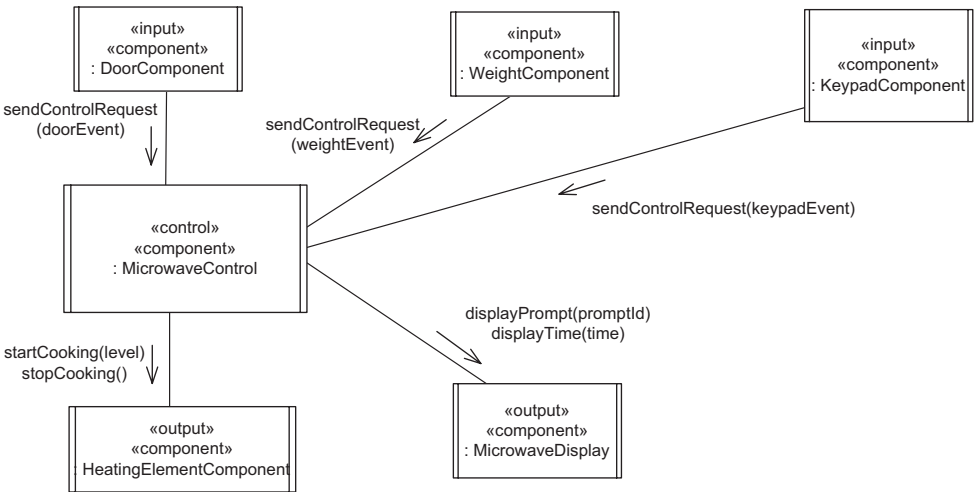 «input»
«component»
: DoorComponent
«input»
«component»
: WeightComponent
«input»
«component»
: KeypadComponent
sendControlRequest
(doorEvent)
sendControlRequest
(weightEvent)
sendControlRequest(keypadEvent)
«control»
«component»
: MicrowaveControl
displayPrompt(promptId)
displayTime(time)
startCooking(level)
stopCooking()
«output»
«component»
: HeatingElementComponent
«output»
«component»
: MicrowaveDisplay